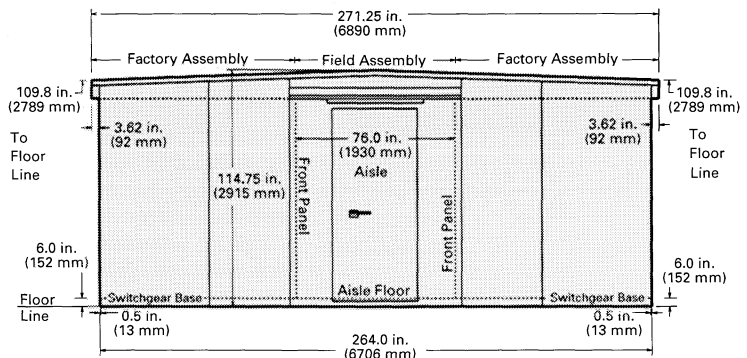 271.25 in.
(6890 mm)
Factory Assembly
Field Assembly
Factory Assembly
109.8 in.
(2789 mm)
To
Floor
Line
3.62 in.
(92 mm)
76.0 in.
(1930 mm)
Aisle
114.75 in.
(2915 mm)
Front Panel
Front Panel
3.62 in.
(92 mm)
109.8 in.
(2789 mm)
To
Floor
Line
6.0 in.
(152 mm)
6.0 in.
(152 mm)
Floor
Line
Switchgear Base
Aisle Floor
Switchgear Base
0.5 in.
(13 mm)
0.5 in.
(13 mm)
264.0 in.
(6706 mm)